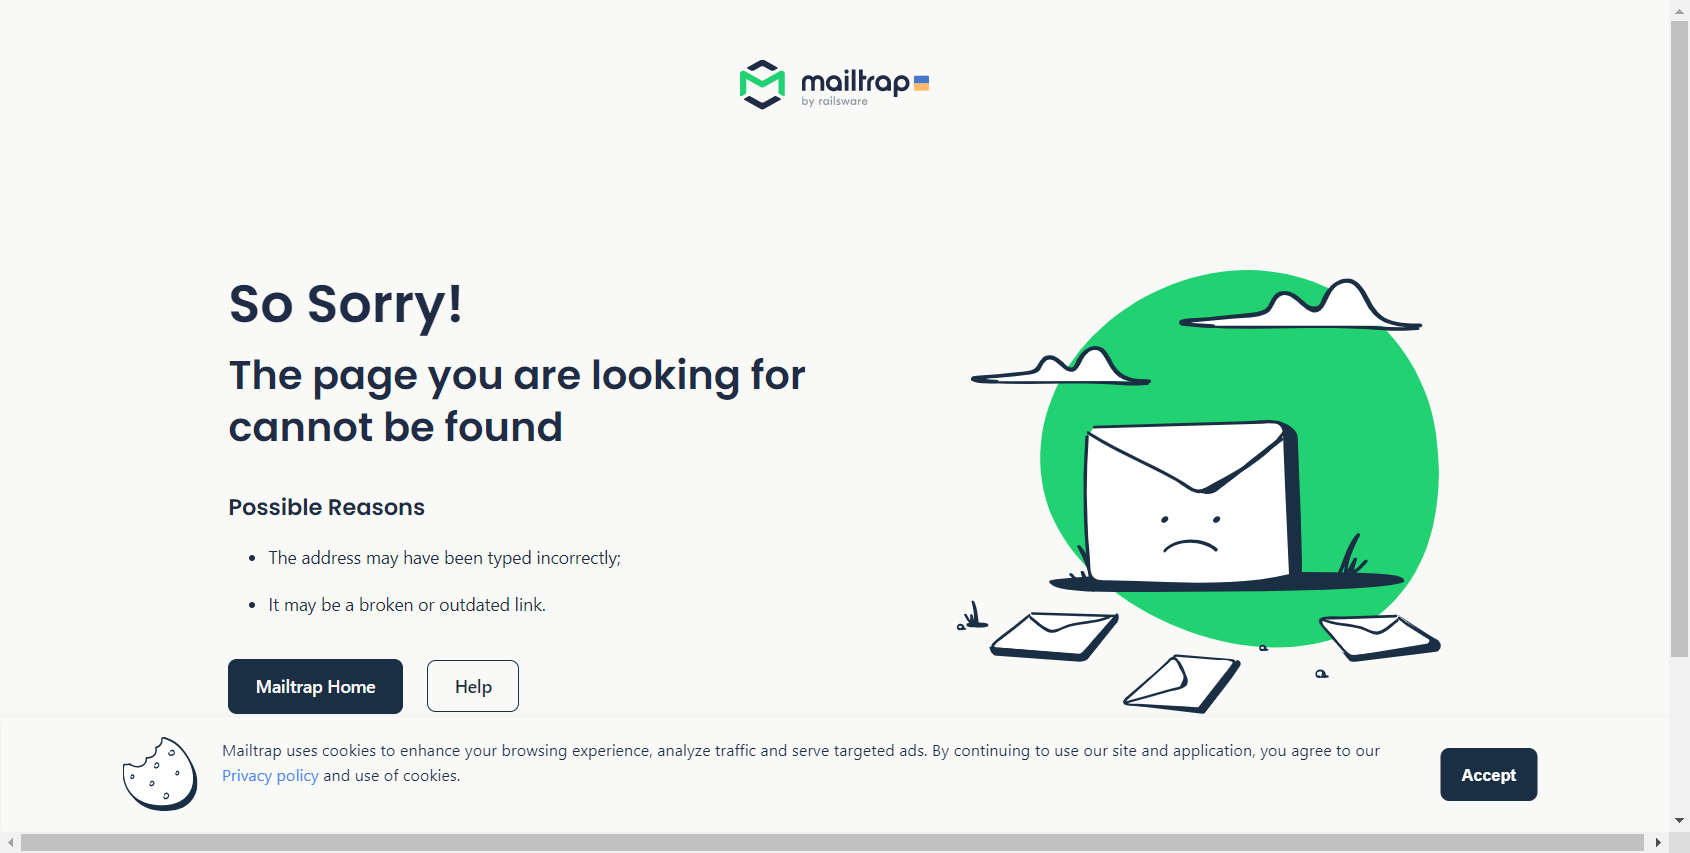 mailtrap
by railsware
So Sorry!
The page you are looking for
cannot be found
Possible Reasons
The address may have been typed incorrectly;
It may be a broken or outdated link.
Mailtrap Home
Help
Mailtrap uses cookies to enhance your browsing experience, analyze traffic and serve targeted ads. By continuing to use our site and application, you agree to our
Privacy policy and use of cookies.
Accept